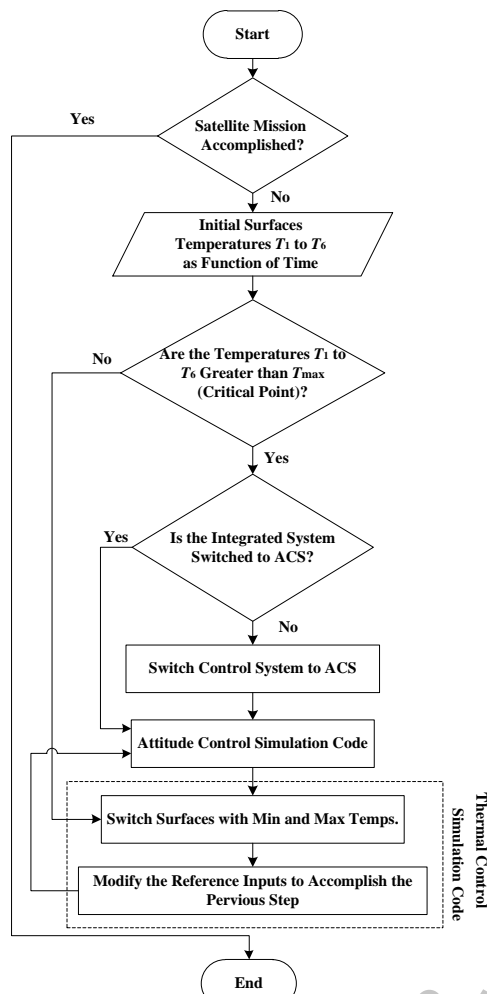 Start
Satellite Mission
Accomplished?
Yes
No
Initial Surfaces
Temperatures T1 to T6
as Function of Time
Are the Temperatures T1 to
T6 Greater than Tmax
(Critical Point)?
No
Yes
Is the Integrated System
Switched to ACS?
Yes
No
Switch Control System to ACS
Attitude Control Simulation Code
Switch Surfaces with Min and Max Temps.
Modify the Reference Inputs to Accomplish the
Pervious Step
Thermal Control
Simulation Code
End